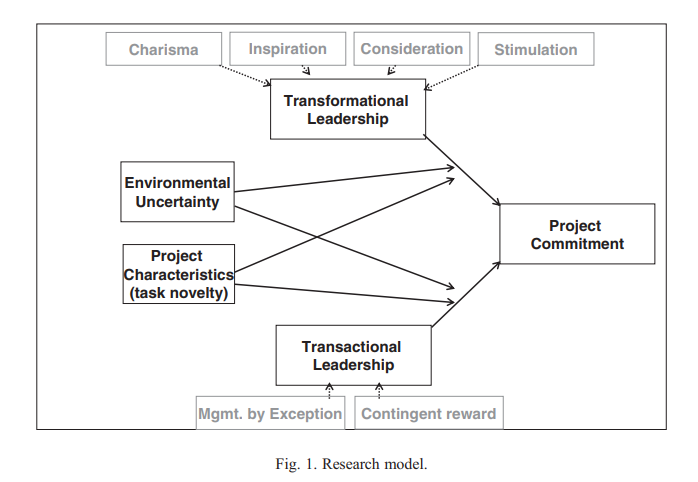 Charisma
Inspiration
Consideration
Stimulation
Transformational
Leadership
Environmental
Uncertainty
Project
Commitment
Project
Characteristics
(task novelty)
Transactional
Leadership
Mgmt. by Exception
Contingent reward
Fig. 1. Research model.